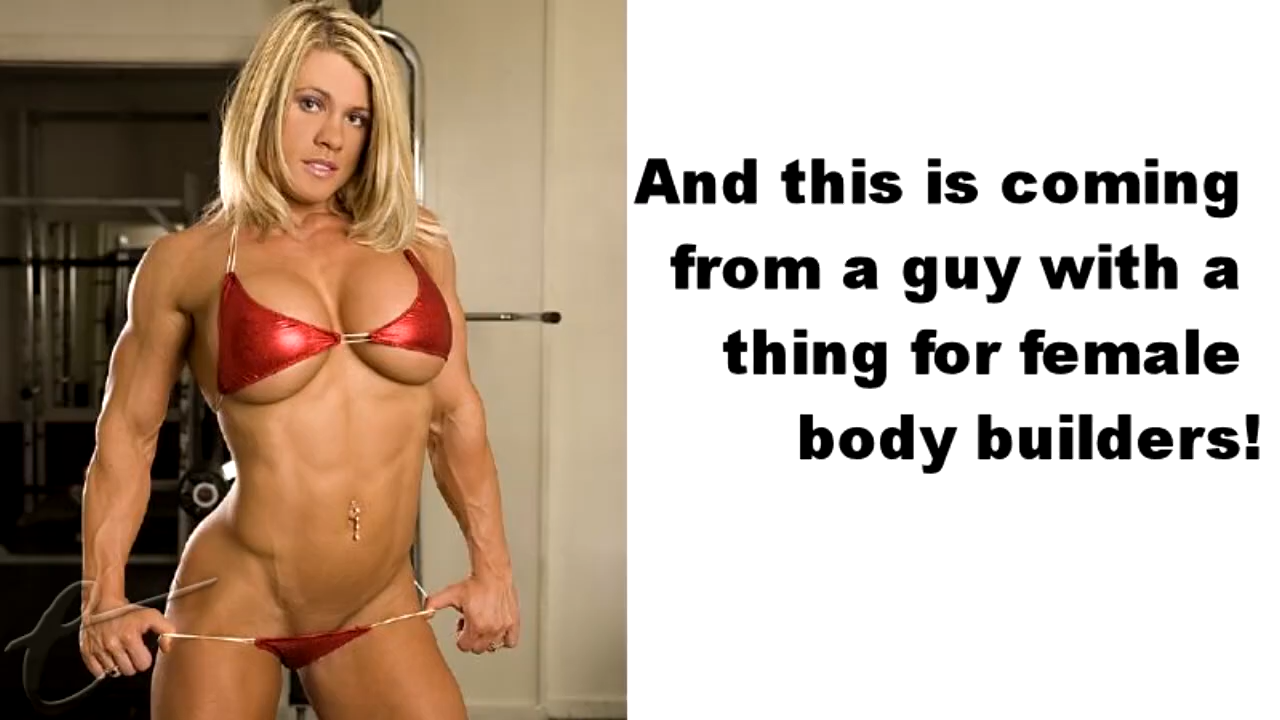 And this is coming
from a guy with a
thing for female
body builders!